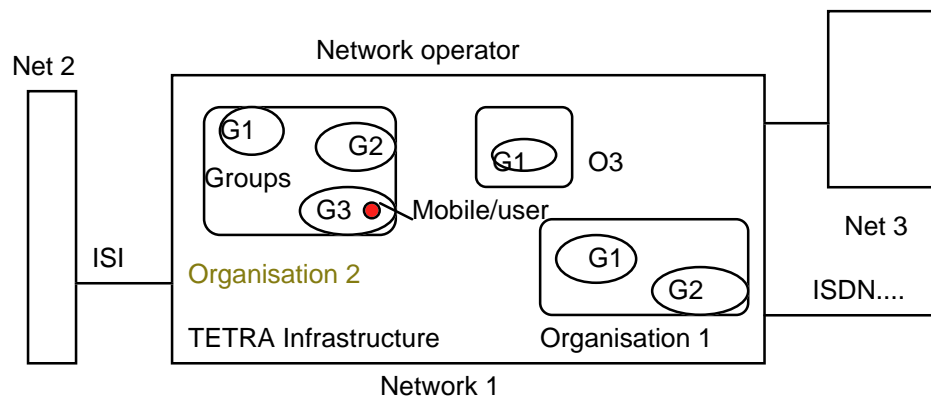 Network operator
Net 2
G1
G2
G1
O3
Groups
G3
Mobile/user
Net 3
ISI
G1
Organisation 2
G2
ISDN....
TETRA Infrastructure
Organisation 1
Network 1